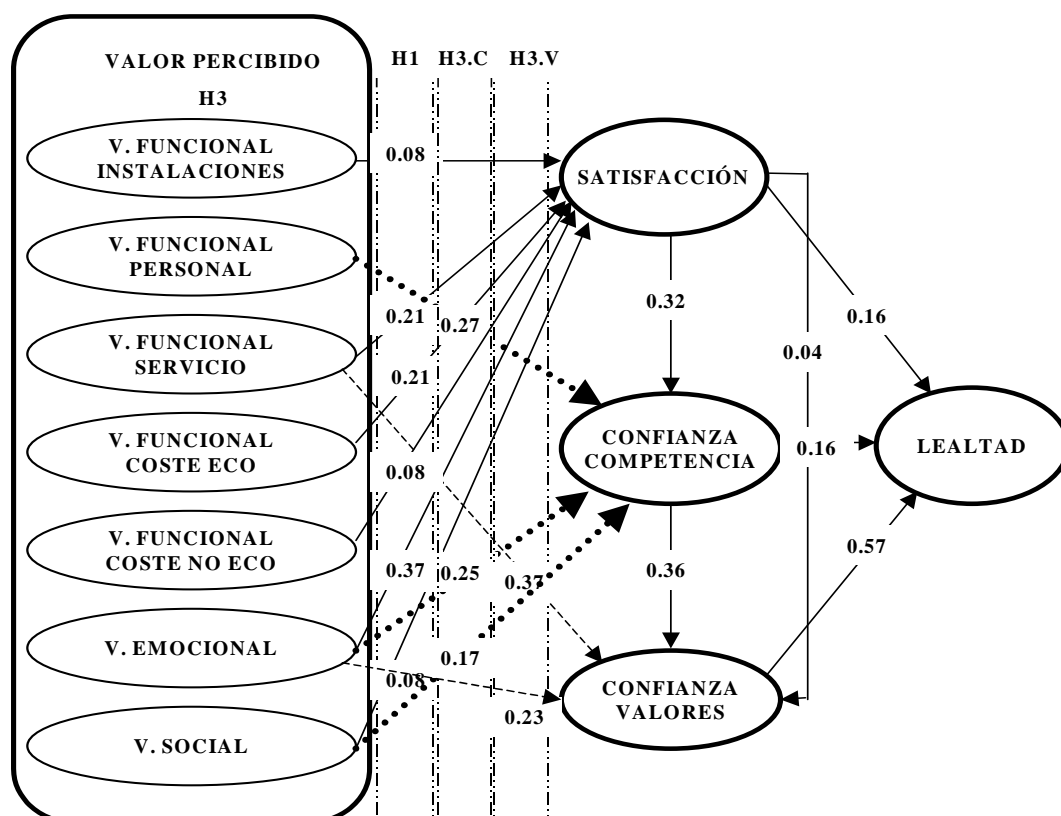 VALOR PERCIBIDO
H3
H1
H3.C
H3.V
V. FUNCIONAL
INSTALACIONES
V. FUNCIONAL
PERSONAL
V. FUNCIONAL
SERVICIO
V. FUNCIONAL
COSTE ECO
V. FUNCIONAL
COSTE NO ECO
V. EMOCIONAL
V. SOCIAL
0.08
0.21
0.27
0.21
0.08
0.37
0.25
0.37
0.17
0.08
0.23
SATISFACCIÓN
0.32
0.16
0.04
CONFIANZA
COMPETENCIA
0.16
LEALTAD
0.36
0.57
CONFIANZA
VALORES